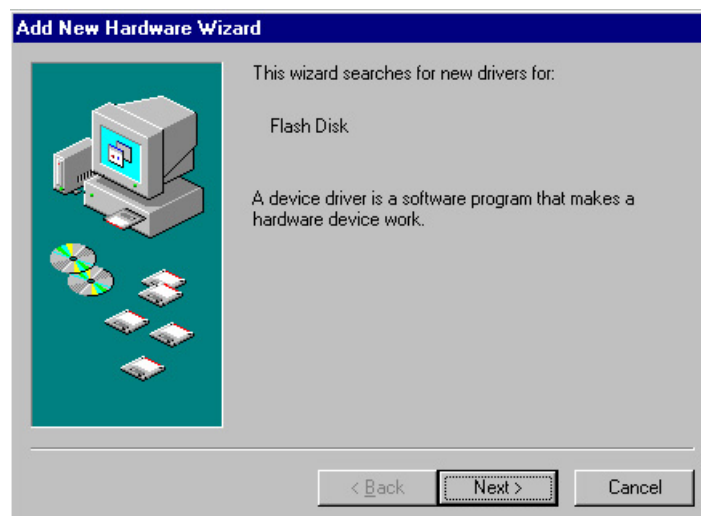 Add New Hardware Wizard
This wizard searches for new drivers for:
Flash Disk
A device driver is a software program that makes a
hardware device work.
< Back
Next >
Cancel